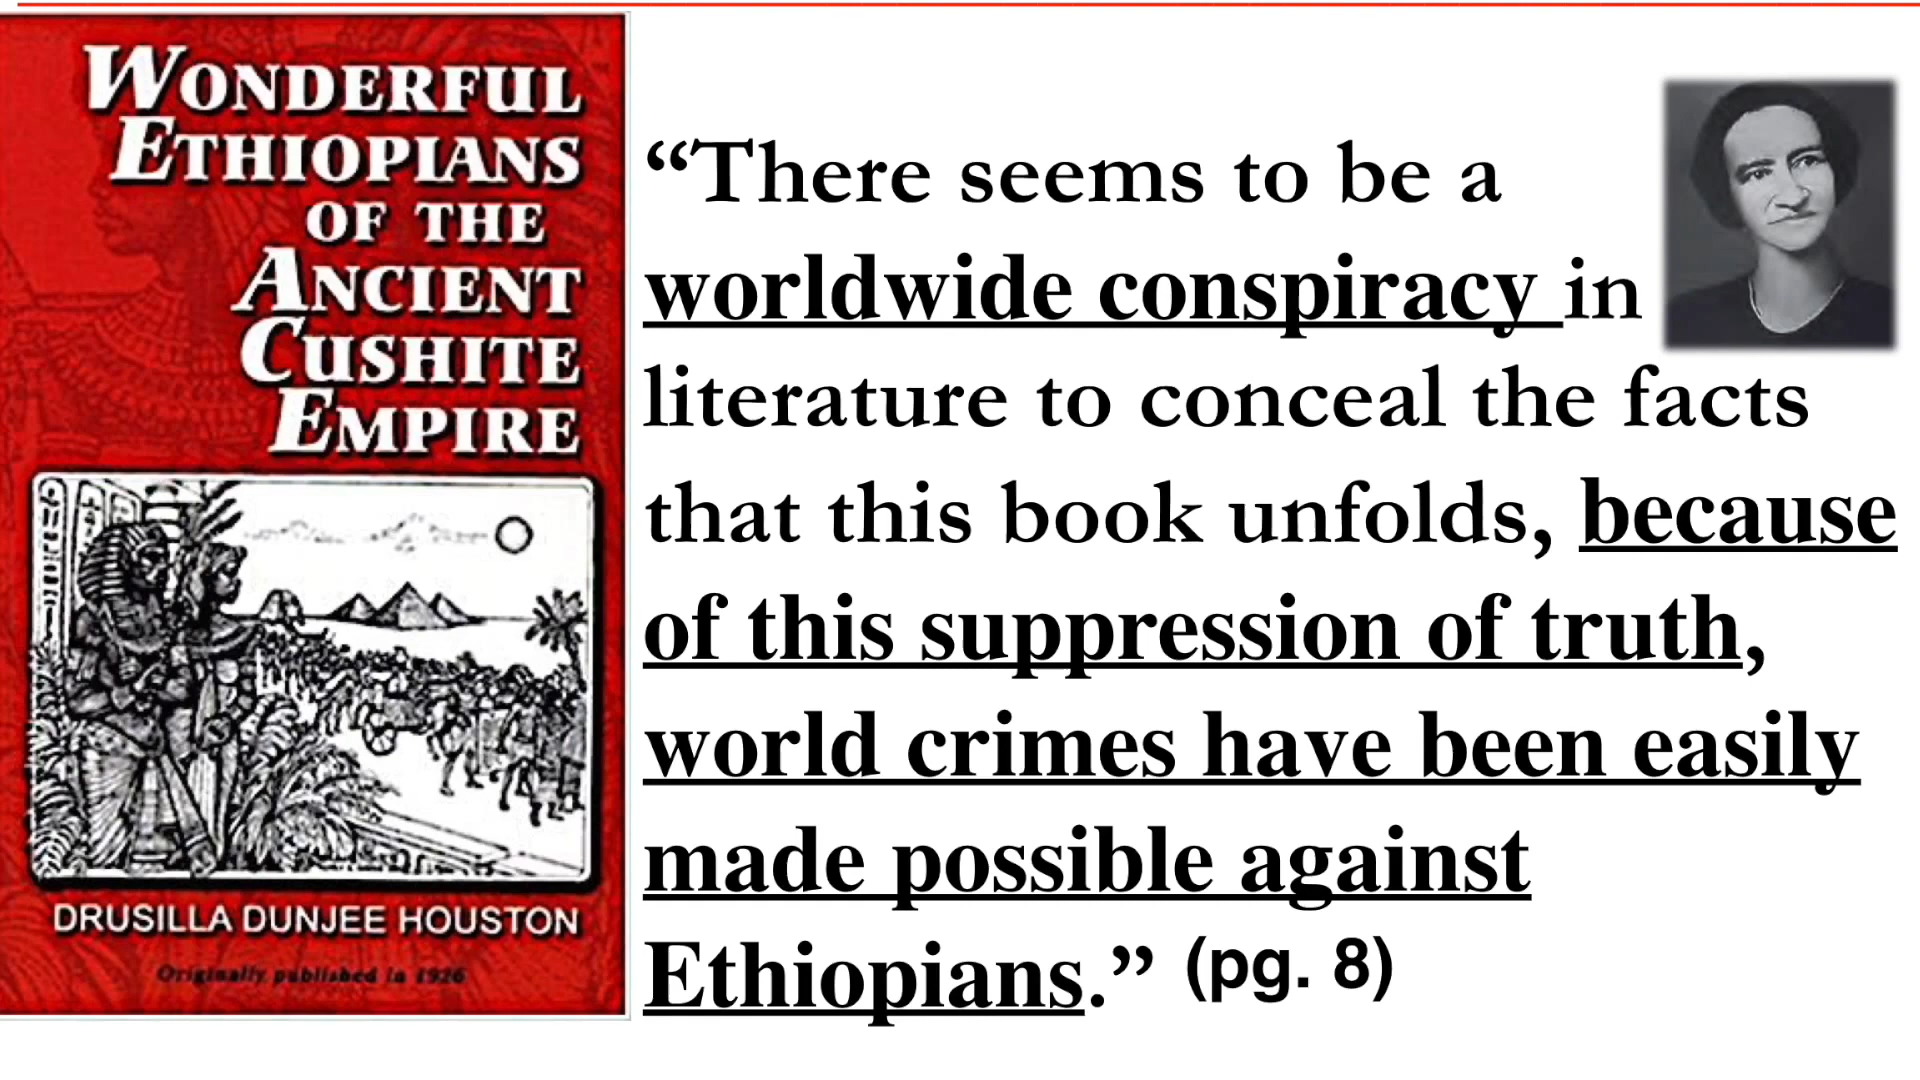 WONDERFUL
ETHIOPIANS
OF THE
ANCIENT
CUSHITE
EMPIRE
DRUSILLA DUNJEE HOUSTON
Originally published in 1926
“There seems to be a
worldwide conspiracy in
literature to conceal the facts
that this book unfolds, because
of this suppression of truth,
world crimes have been easily
made possible against
Ethiopians.” (pg. 8)